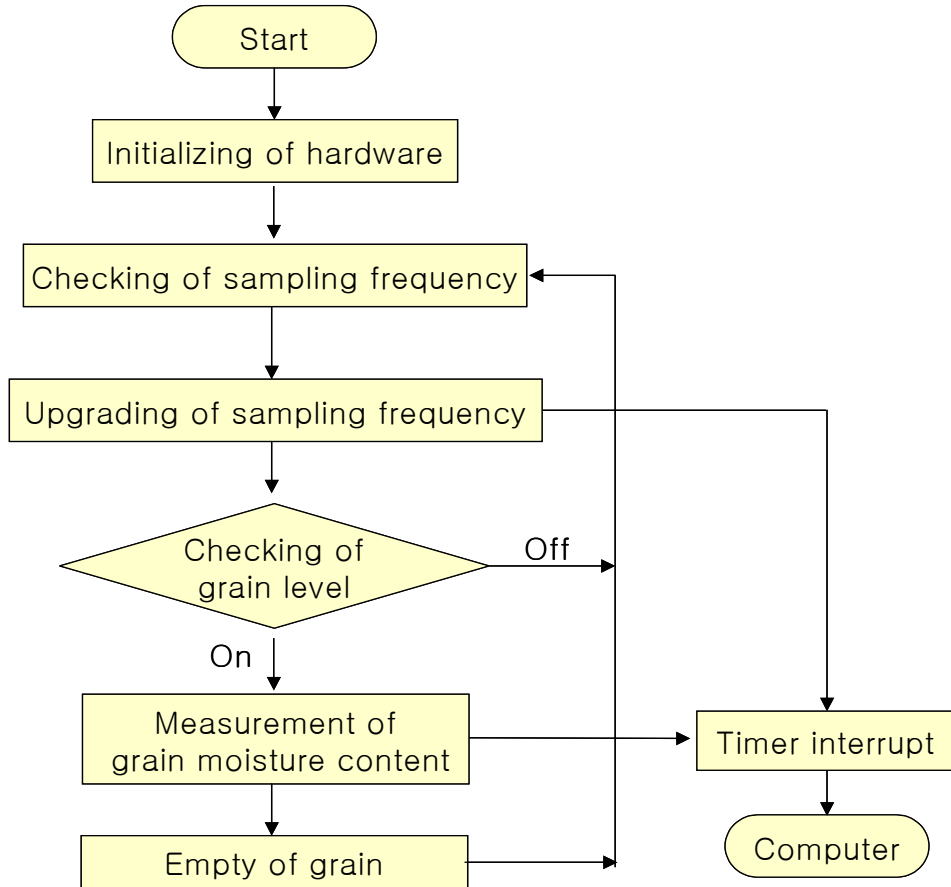 Start
Initializing of hardware
Checking of sampling frequency
Upgrading of sampling frequency
Checking of
grain level
Off
On
Measurement of
grain moisture content
Timer interrupt
Empty of grain
Computer